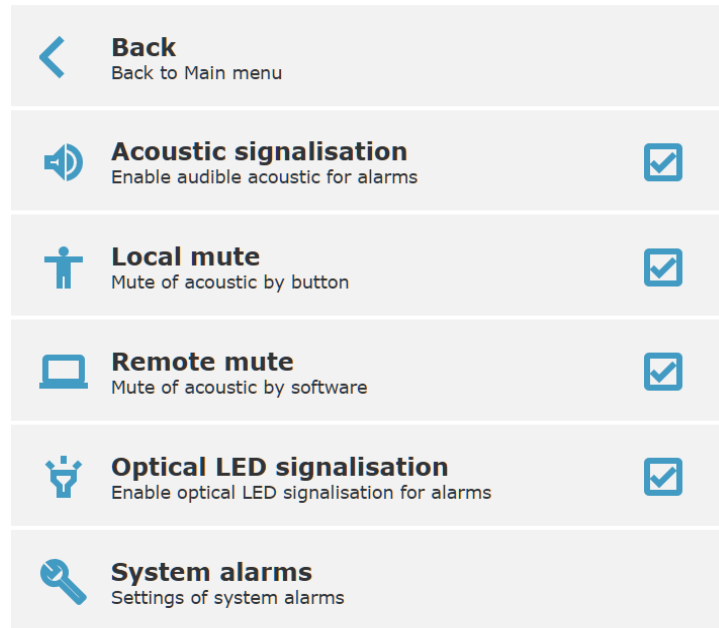 Back
Back to Main menu
Acoustic signalisation
Enable audible acoustic for alarms
Local mute
Mute of acoustic by button
Remote mute
Mute of acoustic by software
Optical LED signalisation
Enable optical LED signalisation for alarms
System alarms
Settings of system alarms